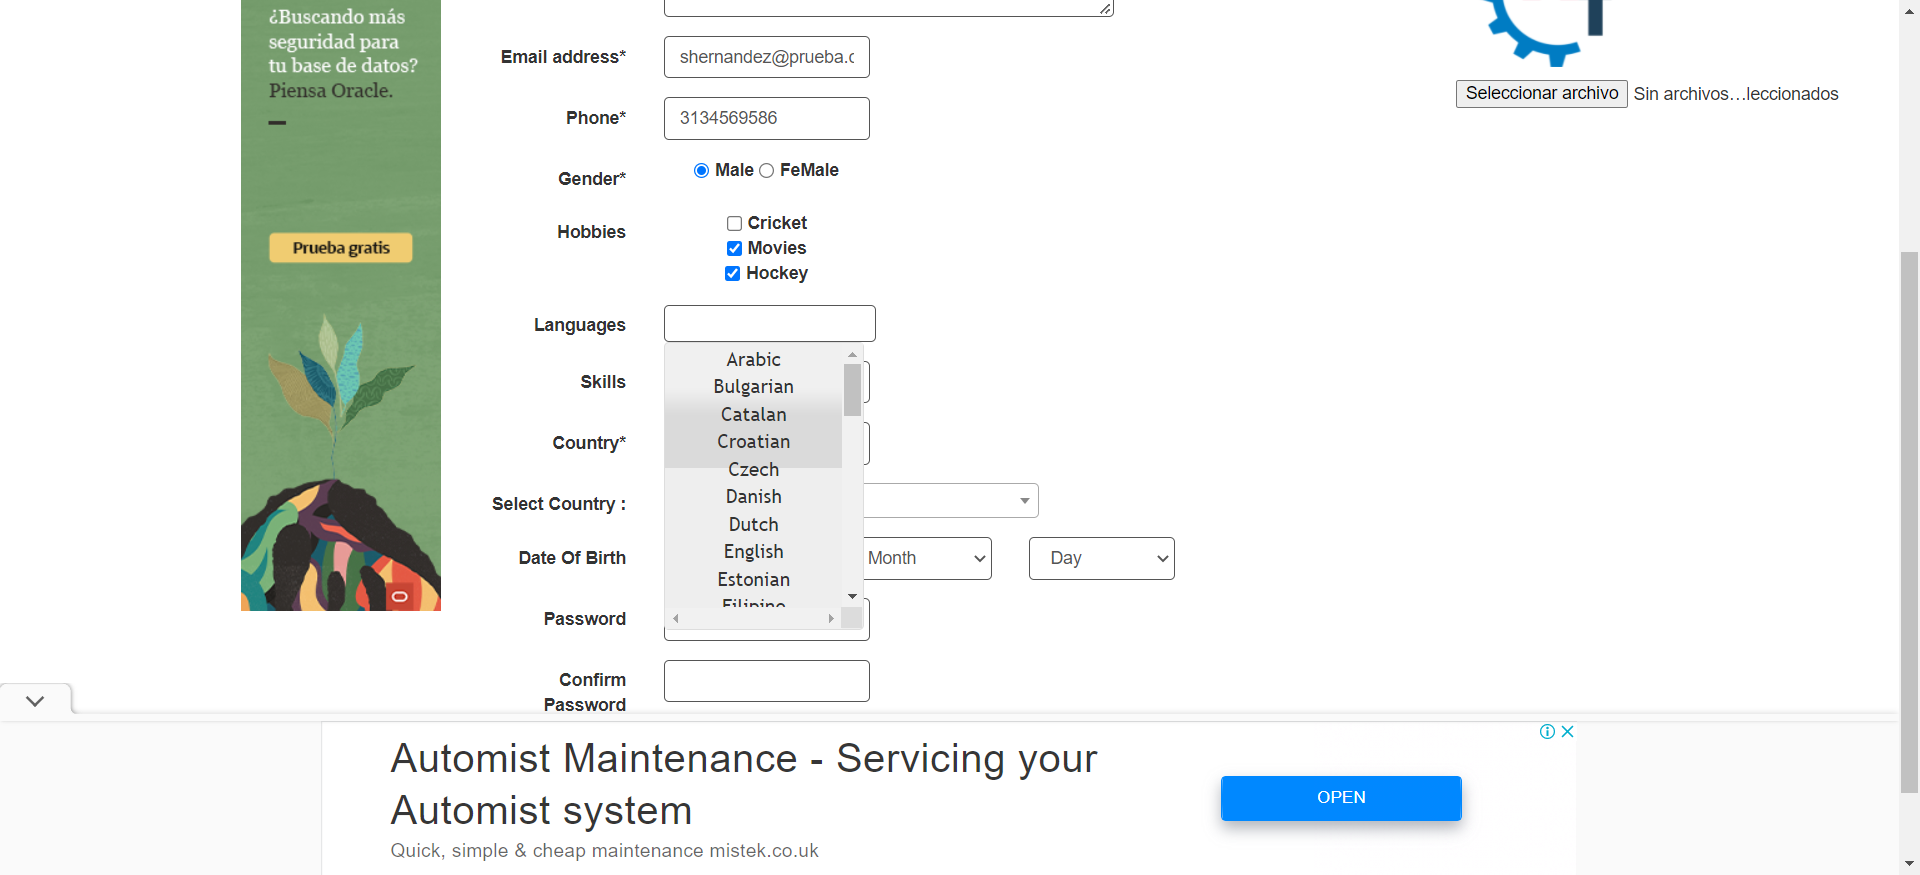 ¿Buscando más
seguridad para
tu base de datos?
Piensa Oracle.
Prueba gratis
Email address*
shernandez@prueba.c
Phone*
3134569586
Gender*
Male
FeMale
Hobbies
Cricket
Movies
Hockey
Languages
Arabic
Bulgarian
Catalan
Croatian
Czech
Danish
Dutch
English
Estonian
Filipino
Skills
Country*
Select Country :
Date Of Birth
Month
Day
Password
Confirm
Password
Seleccionar archivo
Sin archivos…leccionados
Automist Maintenance - Servicing your
Automist system
Quick, simple & cheap maintenance mistek.co.uk
OPEN